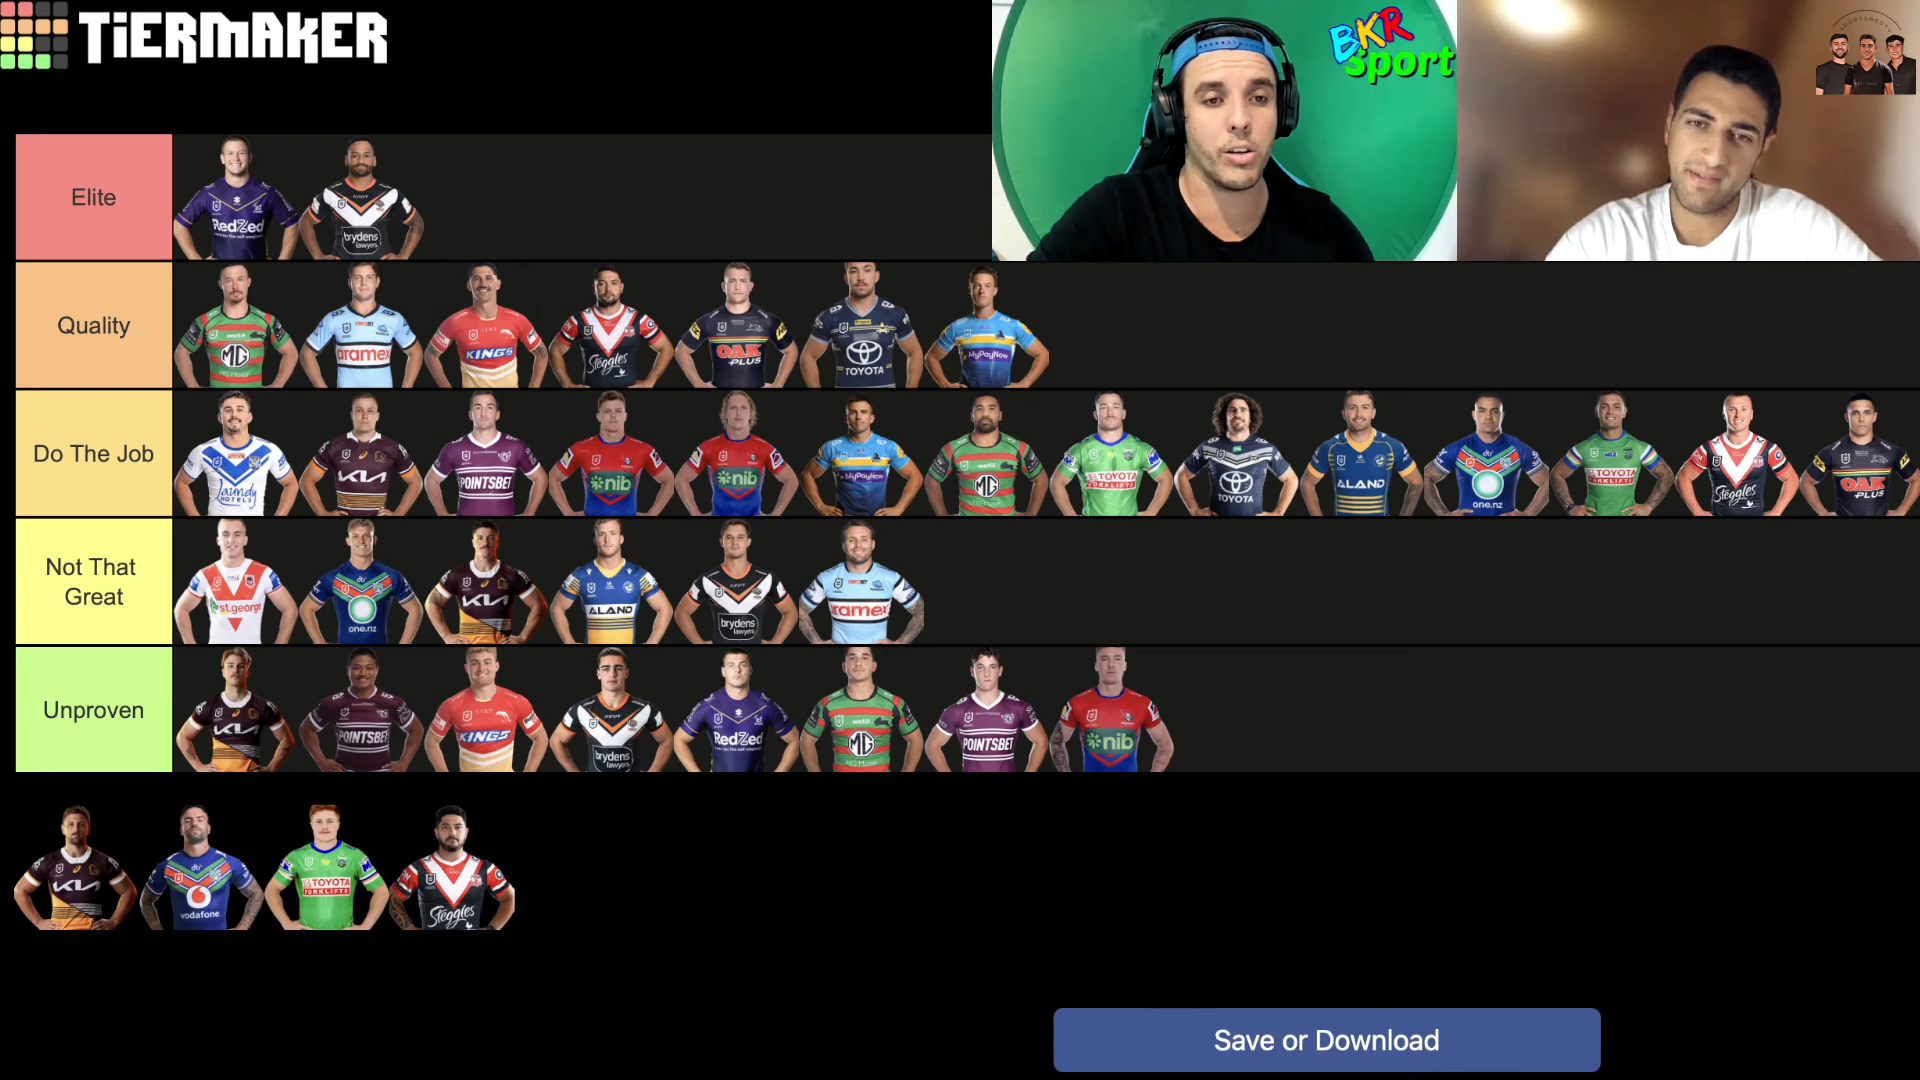 TIERMAKER
BKR
Sport
Elite
RedZed
brydens
lawyers
Quality
MG
aramex
KINGS
Steggles
OAK
PLUS
TOYOTA
MyPayNow
Do The Job
Laundy
HOTELS
KIA
POINTSBET
nib
nib
MyPayNow
MG
TOYOTA
FORKLIFTS
TOYOTA
ALAND
one.nz
TOYOTA
FORKLIFTS
Steggles
OAK
PLUS
Not That
Great
st.george
one.nz
KIA
ALAND
brydens
lawyers
aramex
Unproven
KIA
POINTSBET
KINGS
brydens
lawyers
RedZed
MG
POINTSBET
nib
KIA
vodafone
TOYOTA
FORKLIFTS
Steggles
Save or Download